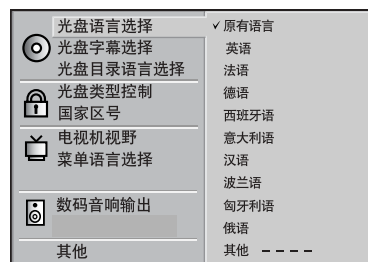 光盘语言选择
光盘字幕选择
光盘目录语言选择
光盘类型控制
国家区号
电视机视野
菜单语言选择
数码音响输出
其他
✓ 原有语言
英语
法语
德语
西班牙语
意大利语
汉语
波兰语
匈牙利语
俄语
其他 － － － －